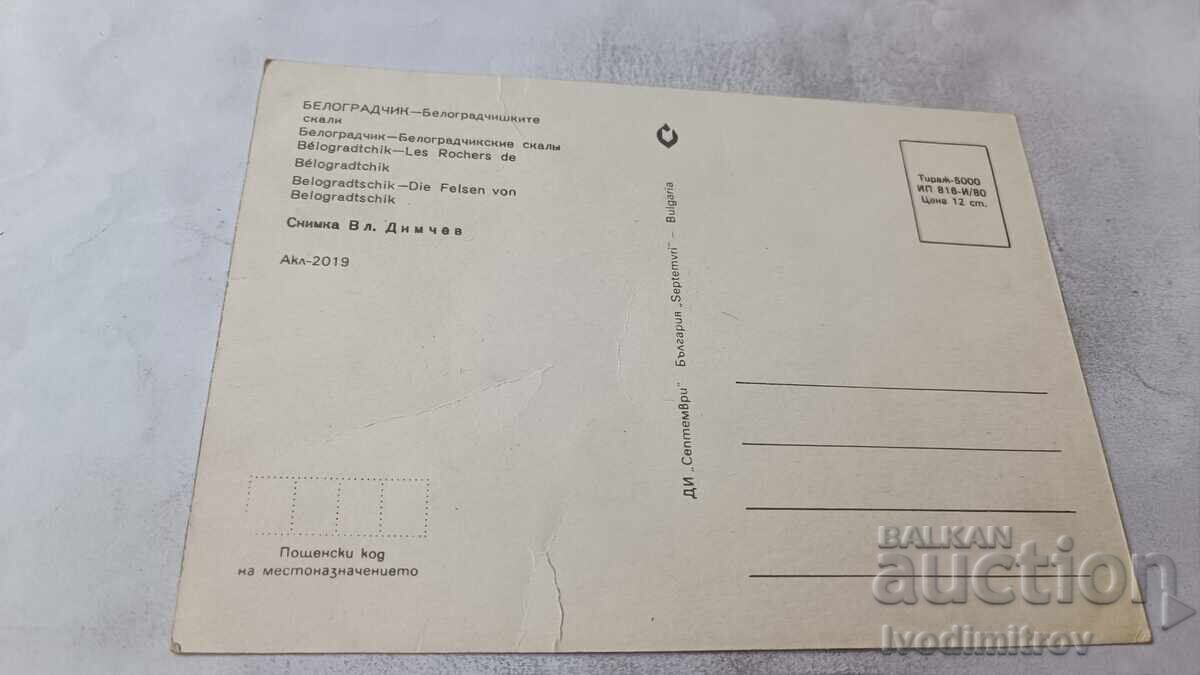 БЕЛОГРАДЧИК—Белоградчишките
скали
Белоградчик—Белоградчикские скалы
Bélogradtchik—Les Rochers de
Bélogradtchik
Belogradtschik—Die Felsen von
Belogradtschik
Снимка Вл. Димчев
Акл-2019
Пощенски код
на местоназначението
ДИ „Септември" България „Septemvri" – Bulgaria
Тираж-5000
ИП 816-И/80
Цена 12 ст.
BALKAN
auction
Ivodimitrov